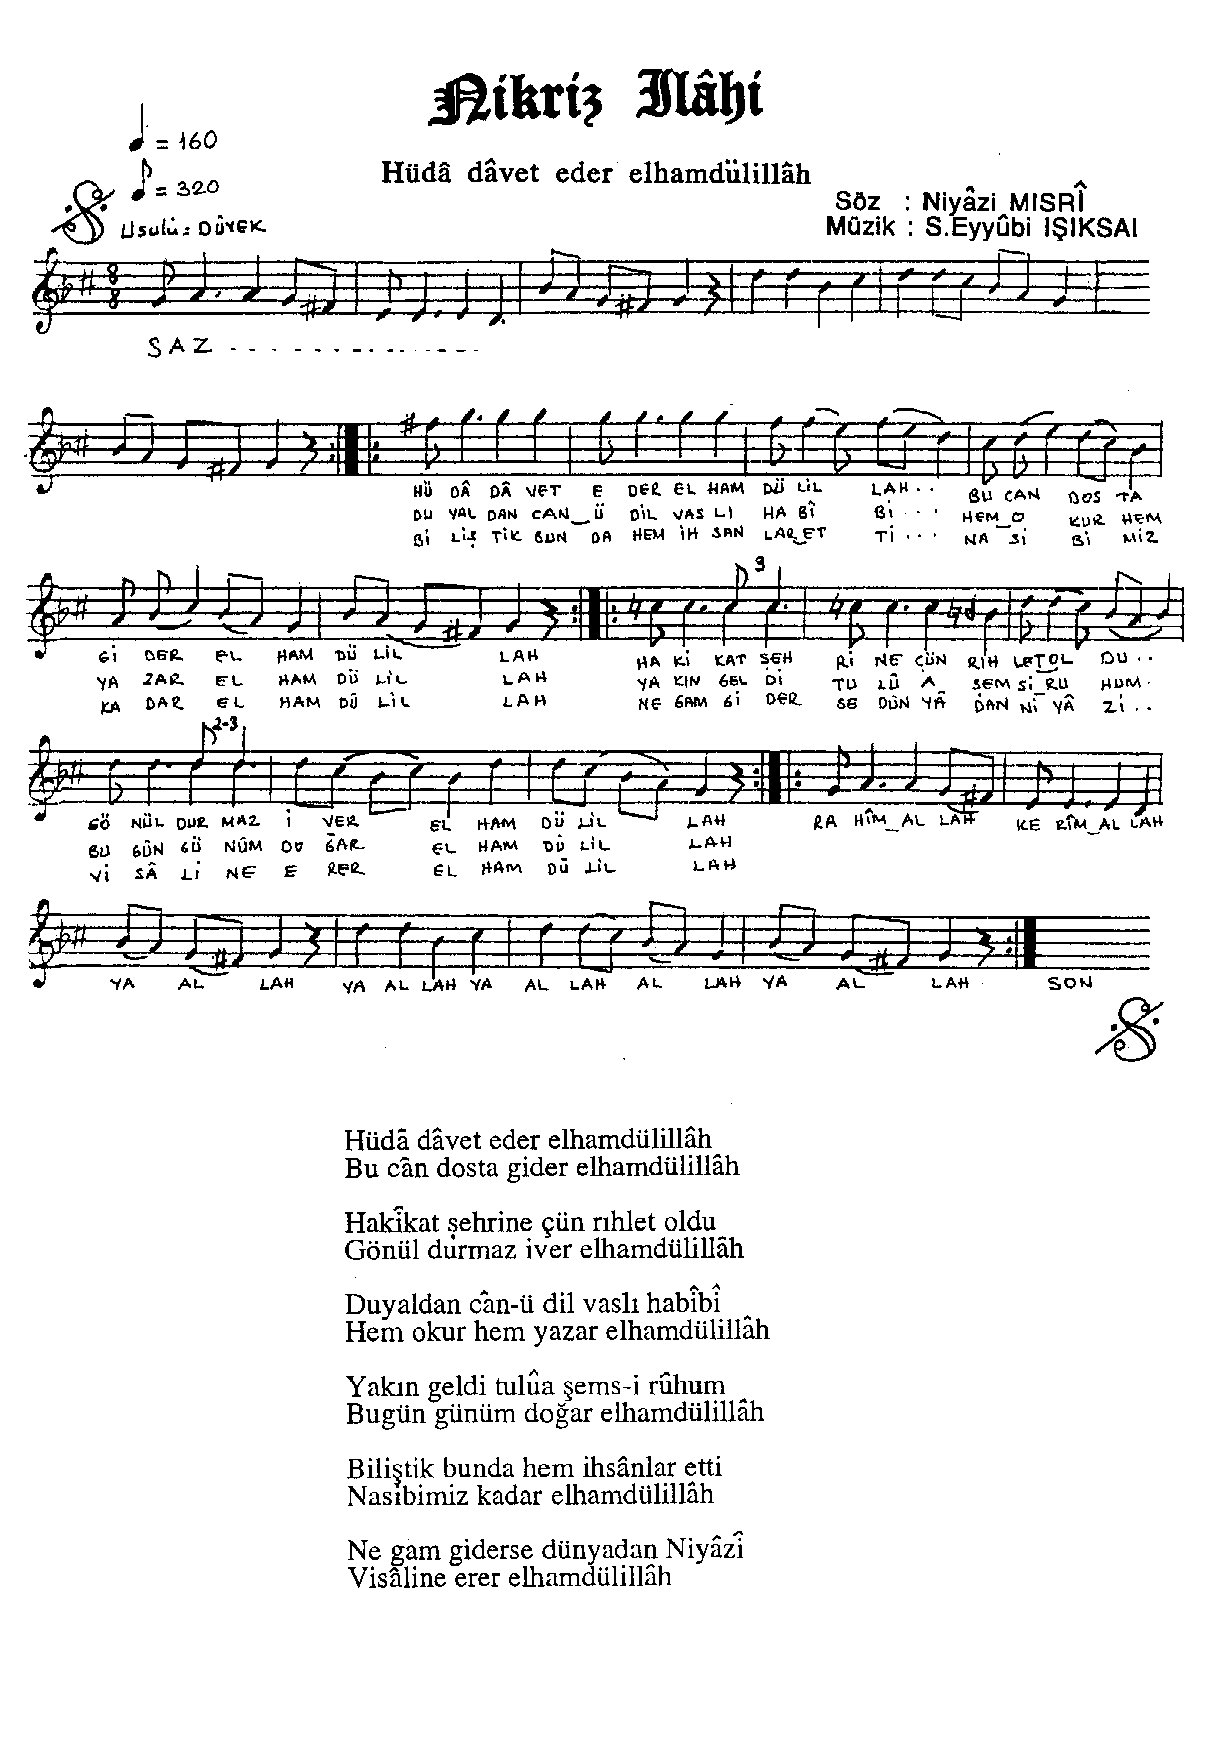 Nikriz Ilâhi
♩ = 160
Hüdâ dâvet eder elhamdülillâh
♪ = 320
Söz : Niyâzi MISRÎ
Usulü: DÜYEK
Müzik : S.Eyyûbi IŞIKSAl
8
8
SAZ - - - - - - - - - - - - -
HÜ DÂ DÂ VET E DER EL HAM DÜ LİL LAH . . BU CAN DOS TA
DU YAL DAN CAN_Ü DİL VAS LI HA BÎ Bİ . . . HEM_O KUR HEM
Bİ LİŞ TİK BUN DA HEM İH SAN LAR_ET Tİ . . . NA Sİ Bİ MİZ
3
Gİ DER EL HAM DÜ LİL LAH HA Kİ KAT ŞEH Rİ NE ÇÜN RIH LET_OL DU . .
YA ZAR EL HAM DÜ LİL LAH YA KIN GEL Dİ TU LÛ A ŞEM Sİ_RU HUM .
KA DAR EL HAM DÜ LİL LAH NE GAM Gİ DER SE DÜN YÂ DAN Nİ YÂ Zİ . .
2-3
GÖ NÜL DUR MAZ İ VER EL HAM DÜ LİL LAH RA HÎM_AL LAH KE RÎM_AL LAH
BU GÜN GÜ NÜM DO ĞAR EL HAM DÜ LİL LAH
Vİ SÂ Lİ NE E RER EL HAM DÜ LİL LAH
YA AL LAH YA AL LAH YA AL LAH AL LAH YA AL LAH SON
Hüdâ dâvet eder elhamdülillâh
Bu cân dosta gider elhamdülillâh
Hakîkat şehrine çün rıhlet oldu
Gönül durmaz iver elhamdülillâh
Duyaldan cân-ü dil vaslı habîbî
Hem okur hem yazar elhamdülillâh
Yakın geldi tulûa şems-i rûhum
Bugün günüm doğar elhamdülillâh
Biliştik bunda hem ihsânlar etti
Nasibimiz kadar elhamdülillâh
Ne gam giderse dünyadan Niyâzî
Visâline erer elhamdülillâh